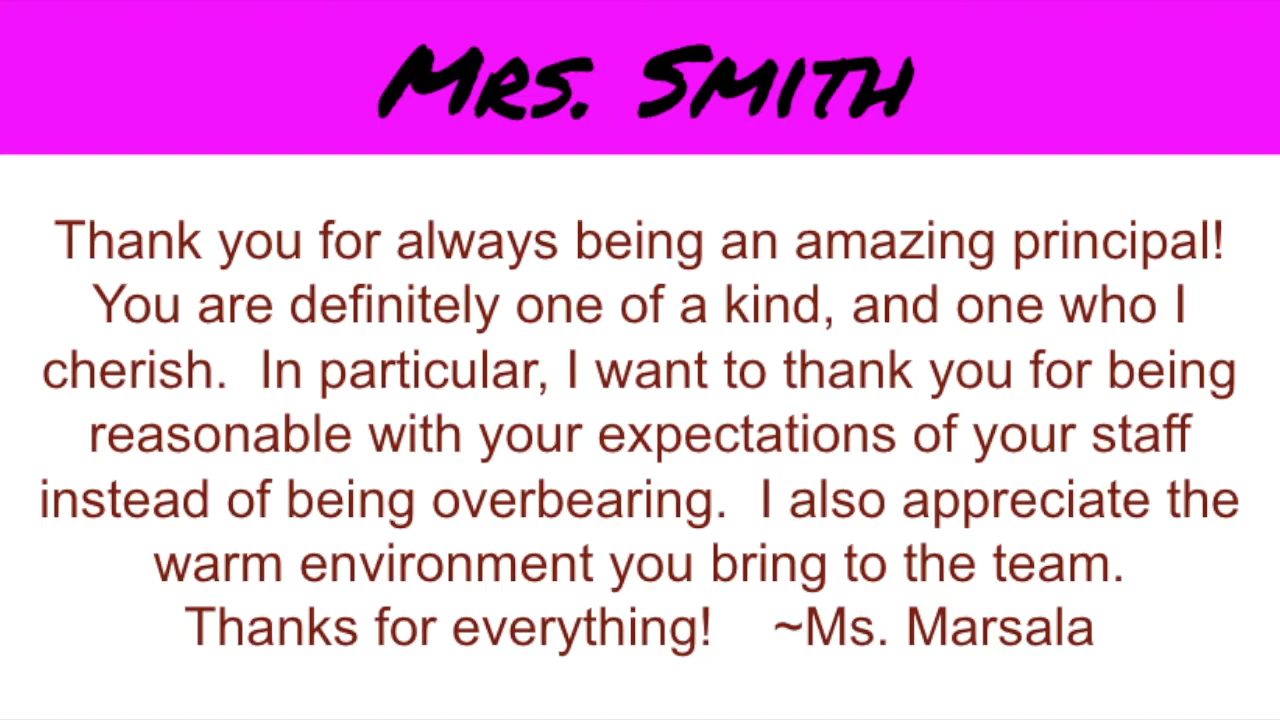 Mrs. Smith
Thank you for always being an amazing principal!
You are definitely one of a kind, and one who I
cherish.  In particular, I want to thank you for being
reasonable with your expectations of your staff
instead of being overbearing.  I also appreciate the
warm environment you bring to the team.
Thanks for everything!    ~Ms. Marsala